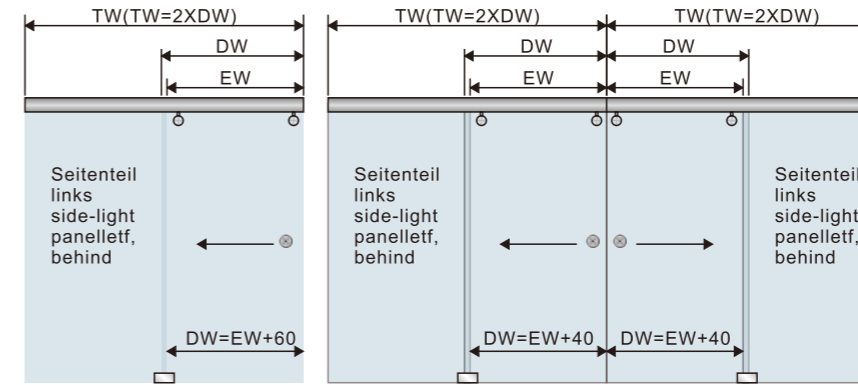 TW(TW=2XDW)
DW
EW
Seitenteil
links
side-light
panelletf,
behind
DW=EW+60
TW(TW=2XDW)
TW(TW=2XDW)
DW
DW
EW
EW
Seitenteil
links
side-light
panelletf,
behind
Seitenteil
links
side-light
panelletf,
behind
DW=EW+40
DW=EW+40